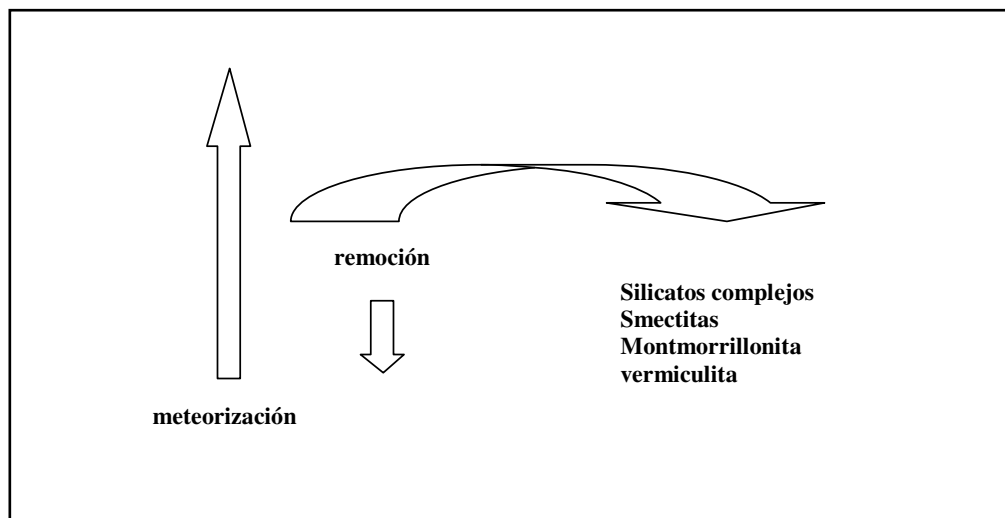 remoción
Silicatos complejos
Smectitas
Montmorrillonita
vermiculita
meteorización